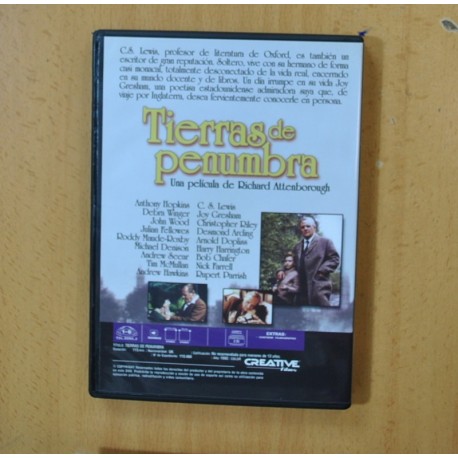 C.S. Lewis, profesor de literatura de Oxford, es también un
escritor de gran reputación. Soltero, vive con su hermano de forma
casi monacal, totalmente desconectado de la vida real, encerrado
en su mundo docente y de libros. Un día irrumpe en su vida Joy
Gresham, una poetisa estadounidense admiradora suya que, de
viaje por Inglaterra, desea fervientemente conocerle en persona.
Tierras de
penumbra
Una película de Richard Attenborough
Anthony Hopkins C. S. Lewis
Debra Winger Joy Gresham
John Wood Christopher Riley
Julian Fellowes Desmond Arding
Roddy Maude-Roxby Arnold Dopliss
Michael Denison Harry Harrington
Andrew Seear Bob Chafer
Tim McMullan Nick Farrell
Andrew Hawkins Rupert Parrish
EXTRAS:
TIERRAS DE PENUMBRA
CREATIVE
films